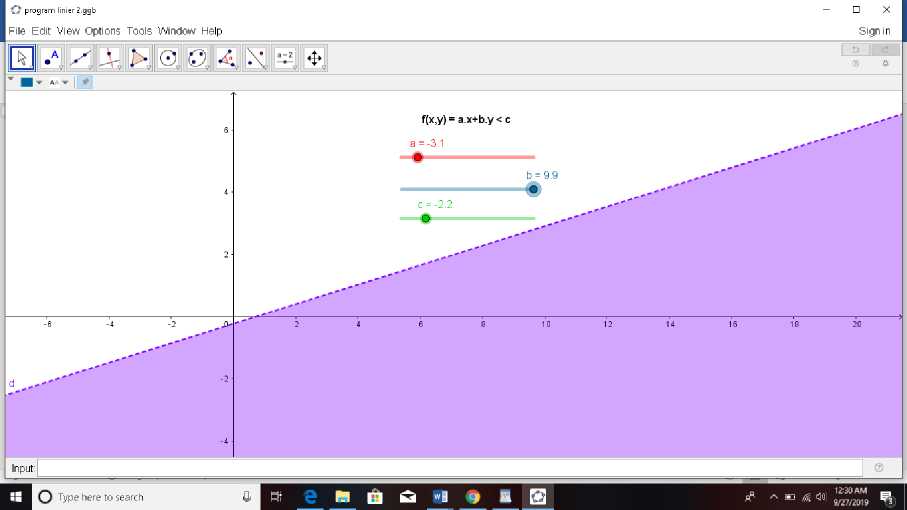 program linier 2.ggb
File Edit View Options Tools Window Help
Sign in
A
a = 2
AA
f(x,y) = a.x+b.y < c
a = -3.1
b = 9.9
c = -2.2
6
4
2
-6 -4 -2 0 2 4 6 8 10 12 14 16 18 20
-2
-4
d
Input:
Type here to search
12:30 AM
9/27/2019
3